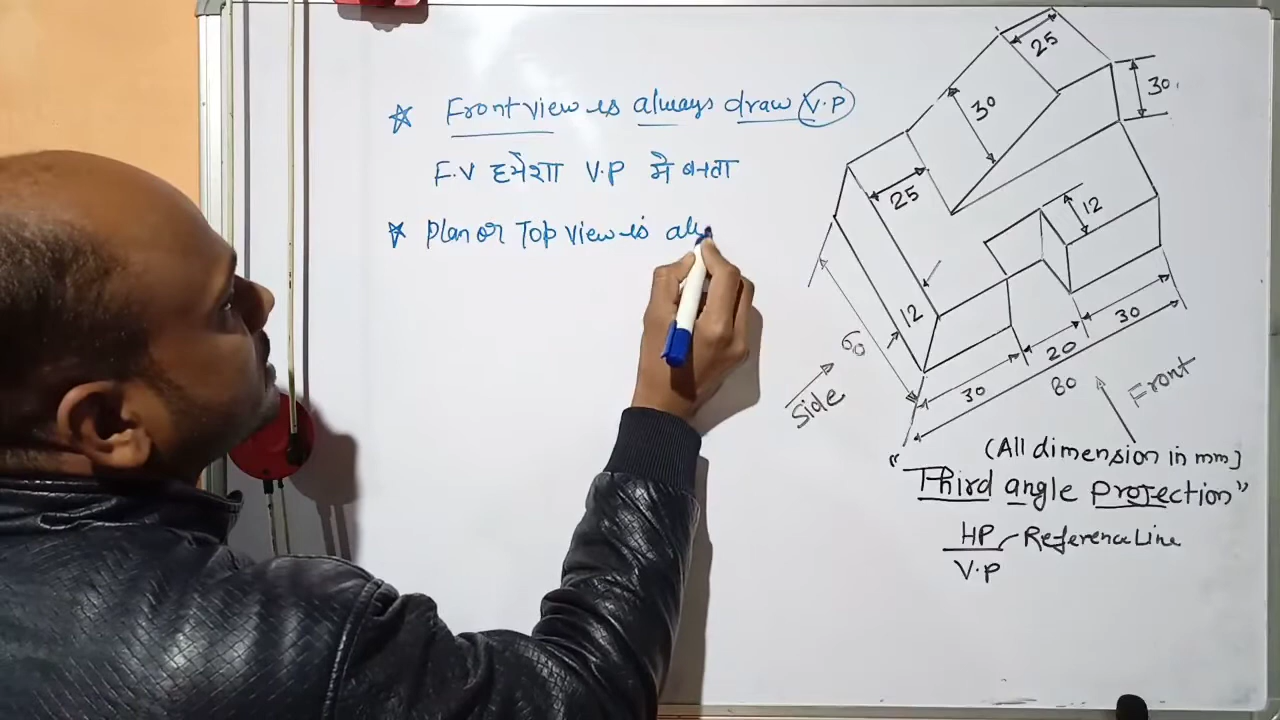 ☆ Front view is always draw V.P
F.V हमेशा V.P मे बनता
☆ Plan or Top view is alw
25
30
30
25
12
12
60
30
20
30
80
Side
Front
(All dimension in mm)
"Third angle projection"
HP
Reference Line
V.P